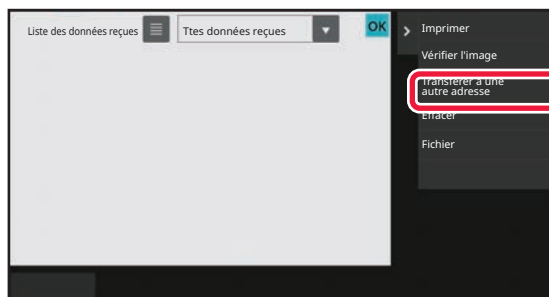 Liste des données reçues
Ttes données reçues
OK
Imprimer
Vérifier l'image
Transférer à une
autre adresse
Effacer
Fichier